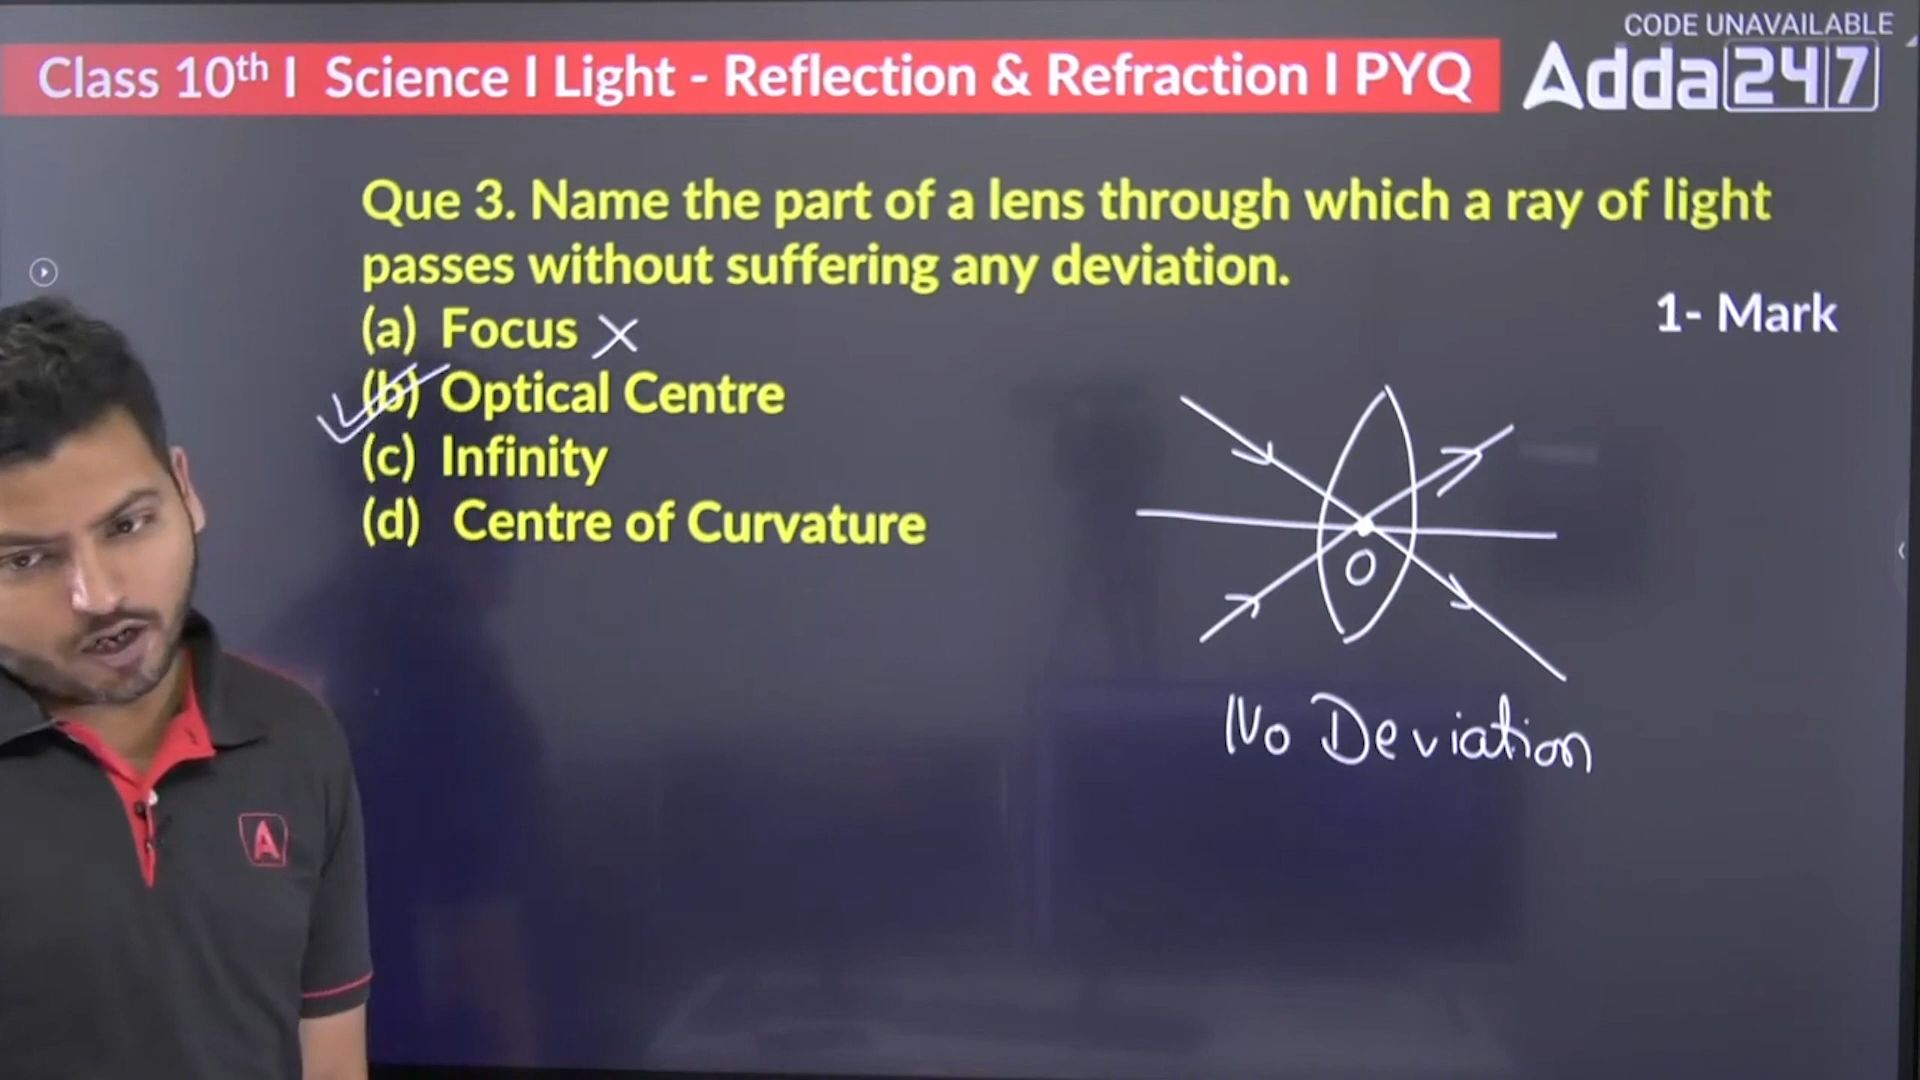 CODE UNAVAILABLE
Class 10th I Science I Light - Reflection & Refraction I PYQ
Adda247
Que 3. Name the part of a lens through which a ray of light
passes without suffering any deviation.
1- Mark
(a) Focus X
(b) Optical Centre
(c) Infinity
(d) Centre of Curvature
O
No Deviation
A